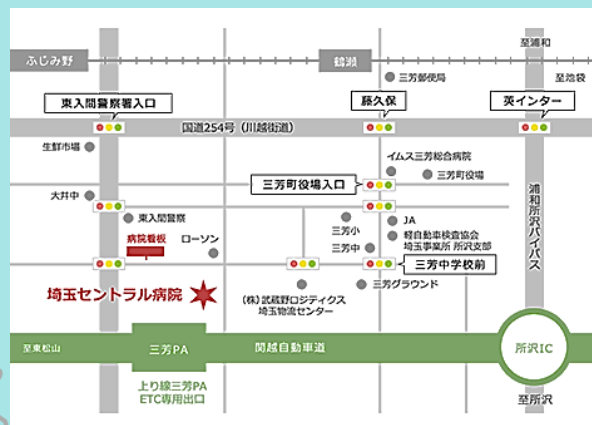 至浦和
ふじみ野
鶴瀬
三芳郵便局
至池袋
東入間警察署入口
藤久保
英インター
国道254号（川越街道）
生鮮市場
イムス三芳総合病院
三芳町役場
三芳町役場入口
大井中
浦和所沢バイパス
東入間警察
三芳小
JA
病院看板
ローソン
軽自動車検査協会
埼玉事業所 所沢支部
三芳中
三芳中学校前
埼玉セントラル病院
三芳グラウンド
(株)武蔵野ロジティクス
埼玉物流センター
至東松山
三芳PA
関越自動車道
所沢IC
上り線三芳PA
ETC専用出口
至所沢